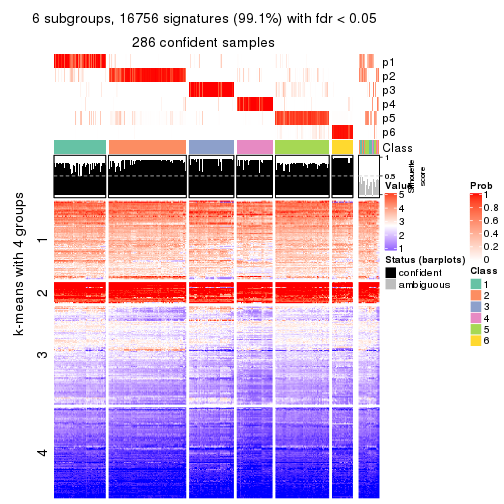 6 subgroups, 16756 signatures (99.1%) with fdr < 0.05
286 confident samples
p1
p2
p3
p4
p5
p6
Class
1
0.5
0
Silhouette
score
k-means with 4 groups
1
2
3
4
Value
5
4
3
2
1
Status (barplots)
confident
ambiguous
Prob
1
0.8
0.6
0.4
0.2
0
Class
1
2
3
4
5
6